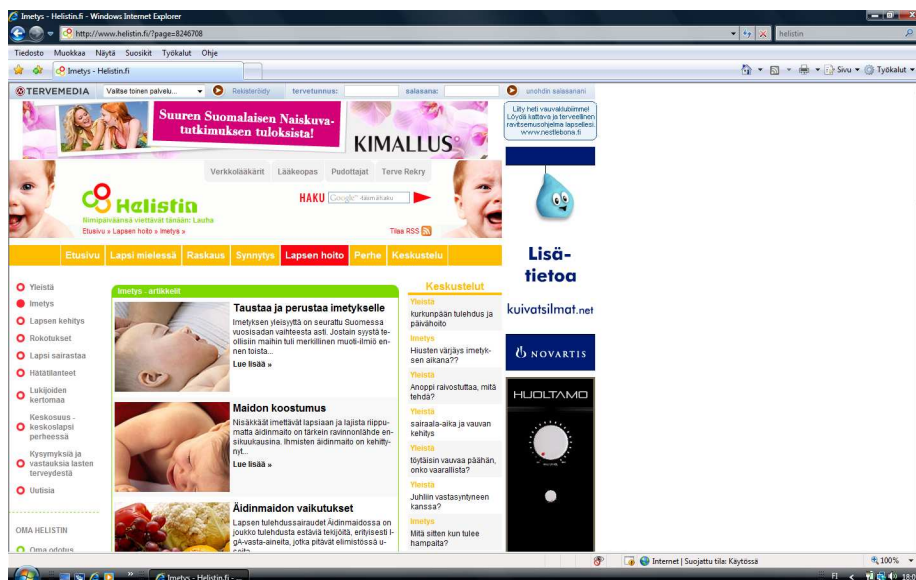 Imetys - Helistin.fi - Windows Internet Explorer
http://www.helistin.fi/?page=8246708
helistin
Tiedosto Muokkaa Näytä Suosikit Työkalut Ohje
Imetys - Helistin.fi
Sivu Työkalut
TERVEMEDIA Valitse toinen palvelu... Rekisteröidy tervetunnus: salasana: unohdin salasanani
Suuren Suomalaisen Naiskuva-
tutkimuksen tuloksista!
KIMALLUS
Liity heti vauvaklubiimme!
Löydä kattava ja terveellinen
ravitsemusohjelma lapsellesi
www.nestlebona.fi
Verkkolääkärit Lääkeopas Pudottajat Terve Rekry
Helistin
HAKU Google
Nimipäiväänsä viettävät tänään: Lauha
Etusivu » Lapsen hoito » Imetys »
Tilaa RSS
Etusivu Lapsi mielessä Raskaus Synnytys Lapsen hoito Perhe Keskustelu
Yleistä
Imetys
Lapsen kehitys
Rokotukset
Lapsi sairastaa
Hätätilanteet
Lukijoiden
kertomaa
Keskosuus -
keskoslapsi
perheessä
Kysymyksiä ja
vastauksia lasten
terveydestä
Uutisia
OMA HELISTIN
Oma odotus
Imetys - artikkelit
Taustaa ja perustaa imetykselle
Imetyksen yleisyyttä on seurattu Suomessa
vuosisadan vaihteesta asti. Jostain syystä te-
ollisiin maihin tuli merkillinen muoti-ilmiö en-
nen toista...
Lue lisää »
Maidon koostumus
Nisäkkäät imettävät lapsiaan ja lajista riippu-
matta äidinmaito on tärkein ravinnonlähde en-
sikuukausina. Ihmisten äidinmaito on kehitty-
nyt...
Lue lisää »
Äidinmaidon vaikutukset
Lapsen tulehdussairaudet Äidinmaidossa on
joukko tulehdusta estäviä tekijöitä, erityisesti I-
gA-vasta-aineita, jotka pitävät elimistössä u-
seita
Keskustelut
Yleistä
kurkunpään tulehdus ja
päivähoito
Imetys
Hiusten värjäys imetyk-
sen aikana??
Yleistä
Anoppi raivostuttaa, mitä
tehdä?
Yleistä
sairaala-aika ja vauvan
kehitys
Yleistä
töytäisin vauvaa päähän,
onko vaarallista?
Yleistä
Juhliin vastasyntyneen
kanssa?
Imetys
Mitä sitten kun tulee
hampaita?
Lisä-
tietoa
kuivatsilmat.net
NOVARTIS
HUOLTAMO
Internet | Suojattu tila: Käytössä 100%
Imetys - Helistin.fi - ...
FI